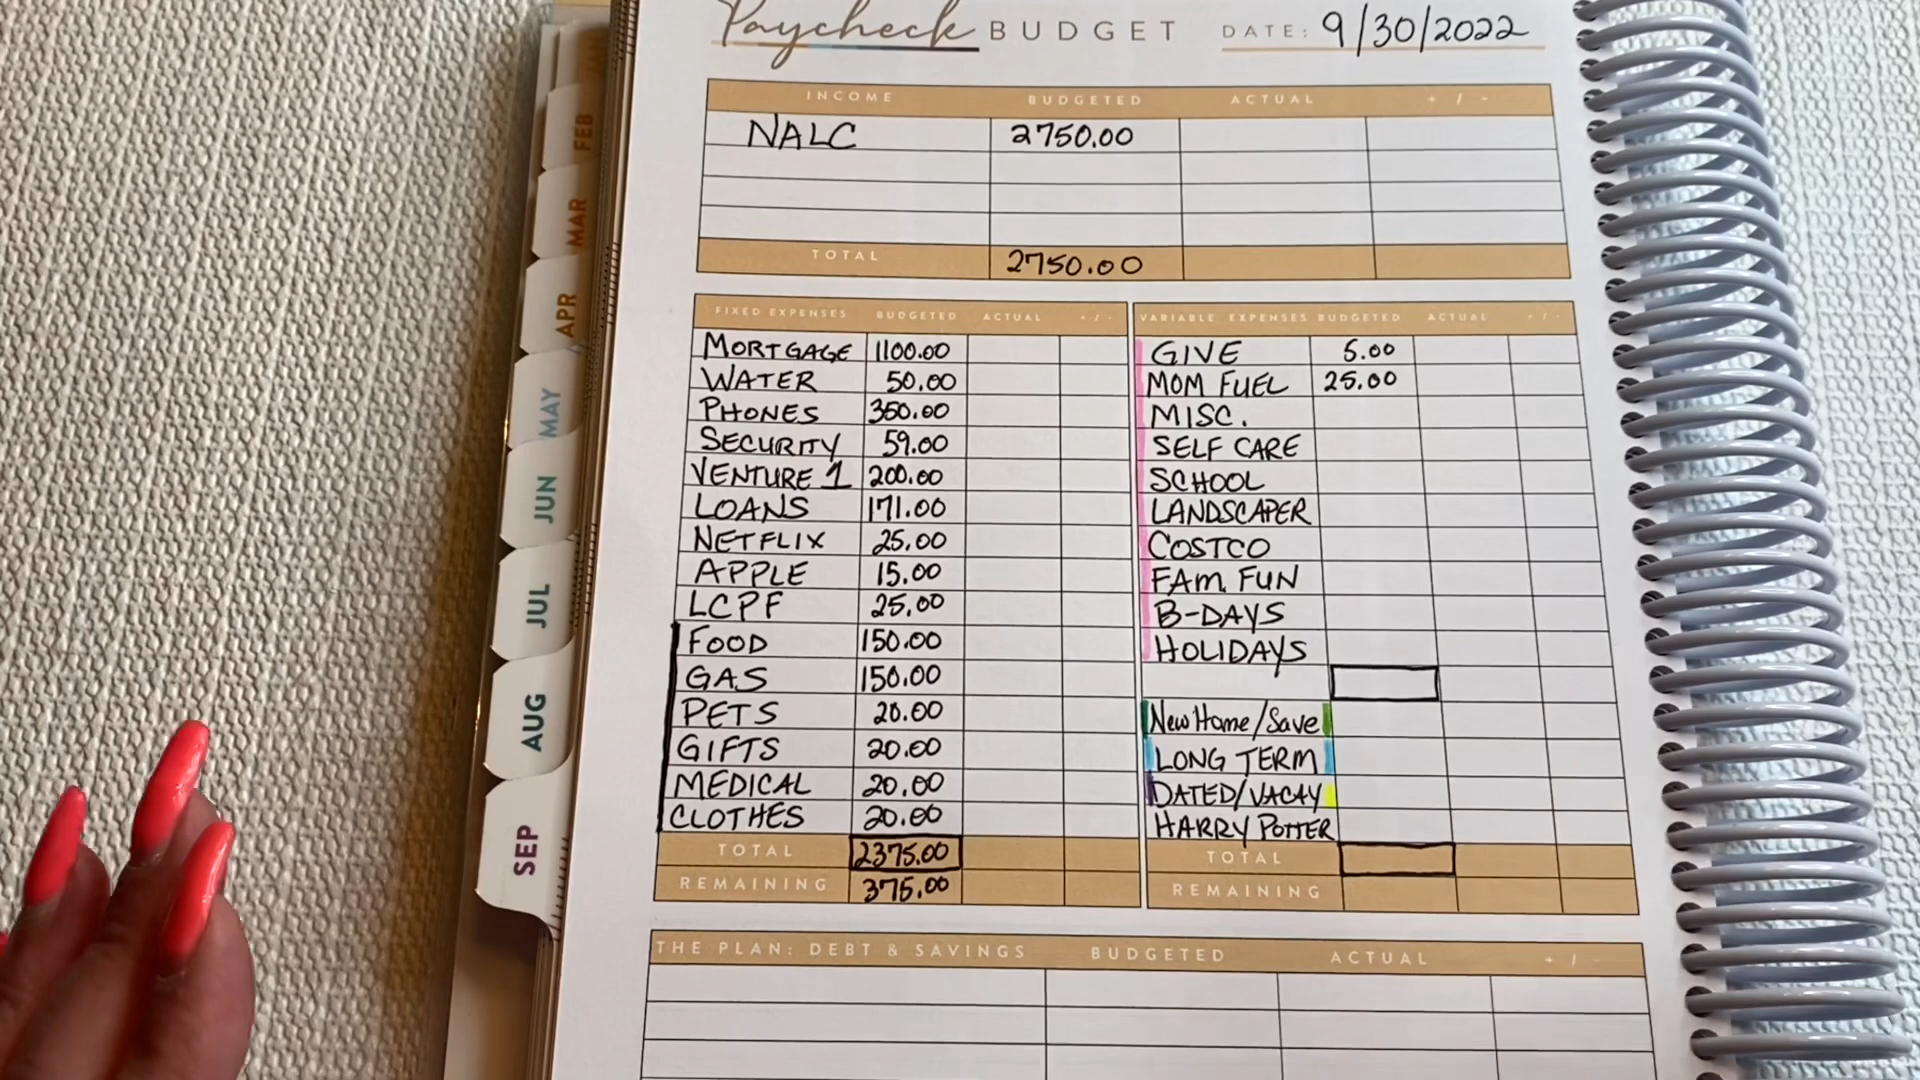 Paycheck BUDGET DATE: 9/30/2022
INCOME BUDGETED ACTUAL + / -
NALC 2750.00
TOTAL 2750.00
FIXED EXPENSES BUDGETED ACTUAL + / -
MORTGAGE 1100.00
WATER 50.00
PHONES 350.00
SECURITY 59.00
VENTURE 1 200.00
LOANS 171.00
NETFLIX 25.00
APPLE 15.00
LCPF 25.00
FOOD 150.00
GAS 150.00
PETS 20.00
GIFTS 20.00
MEDICAL 20.00
CLOTHES 20.00
TOTAL 2375.00
REMAINING 375.00
VARIABLE EXPENSES BUDGETED ACTUAL + / -
GIVE 5.00
MOM FUEL 25.00
MISC.
SELF CARE
SCHOOL
LANDSCAPER
COSTCO
FAM. FUN
B-DAYS
HOLIDAYS
New Home/Save
LONG TERM
DATED/VACAY
HARRY POTTER
TOTAL
REMAINING
THE PLAN: DEBT & SAVINGS BUDGETED ACTUAL + / -
FEB
MAR
APR
MAY
JUN
JUL
AUG
SEP